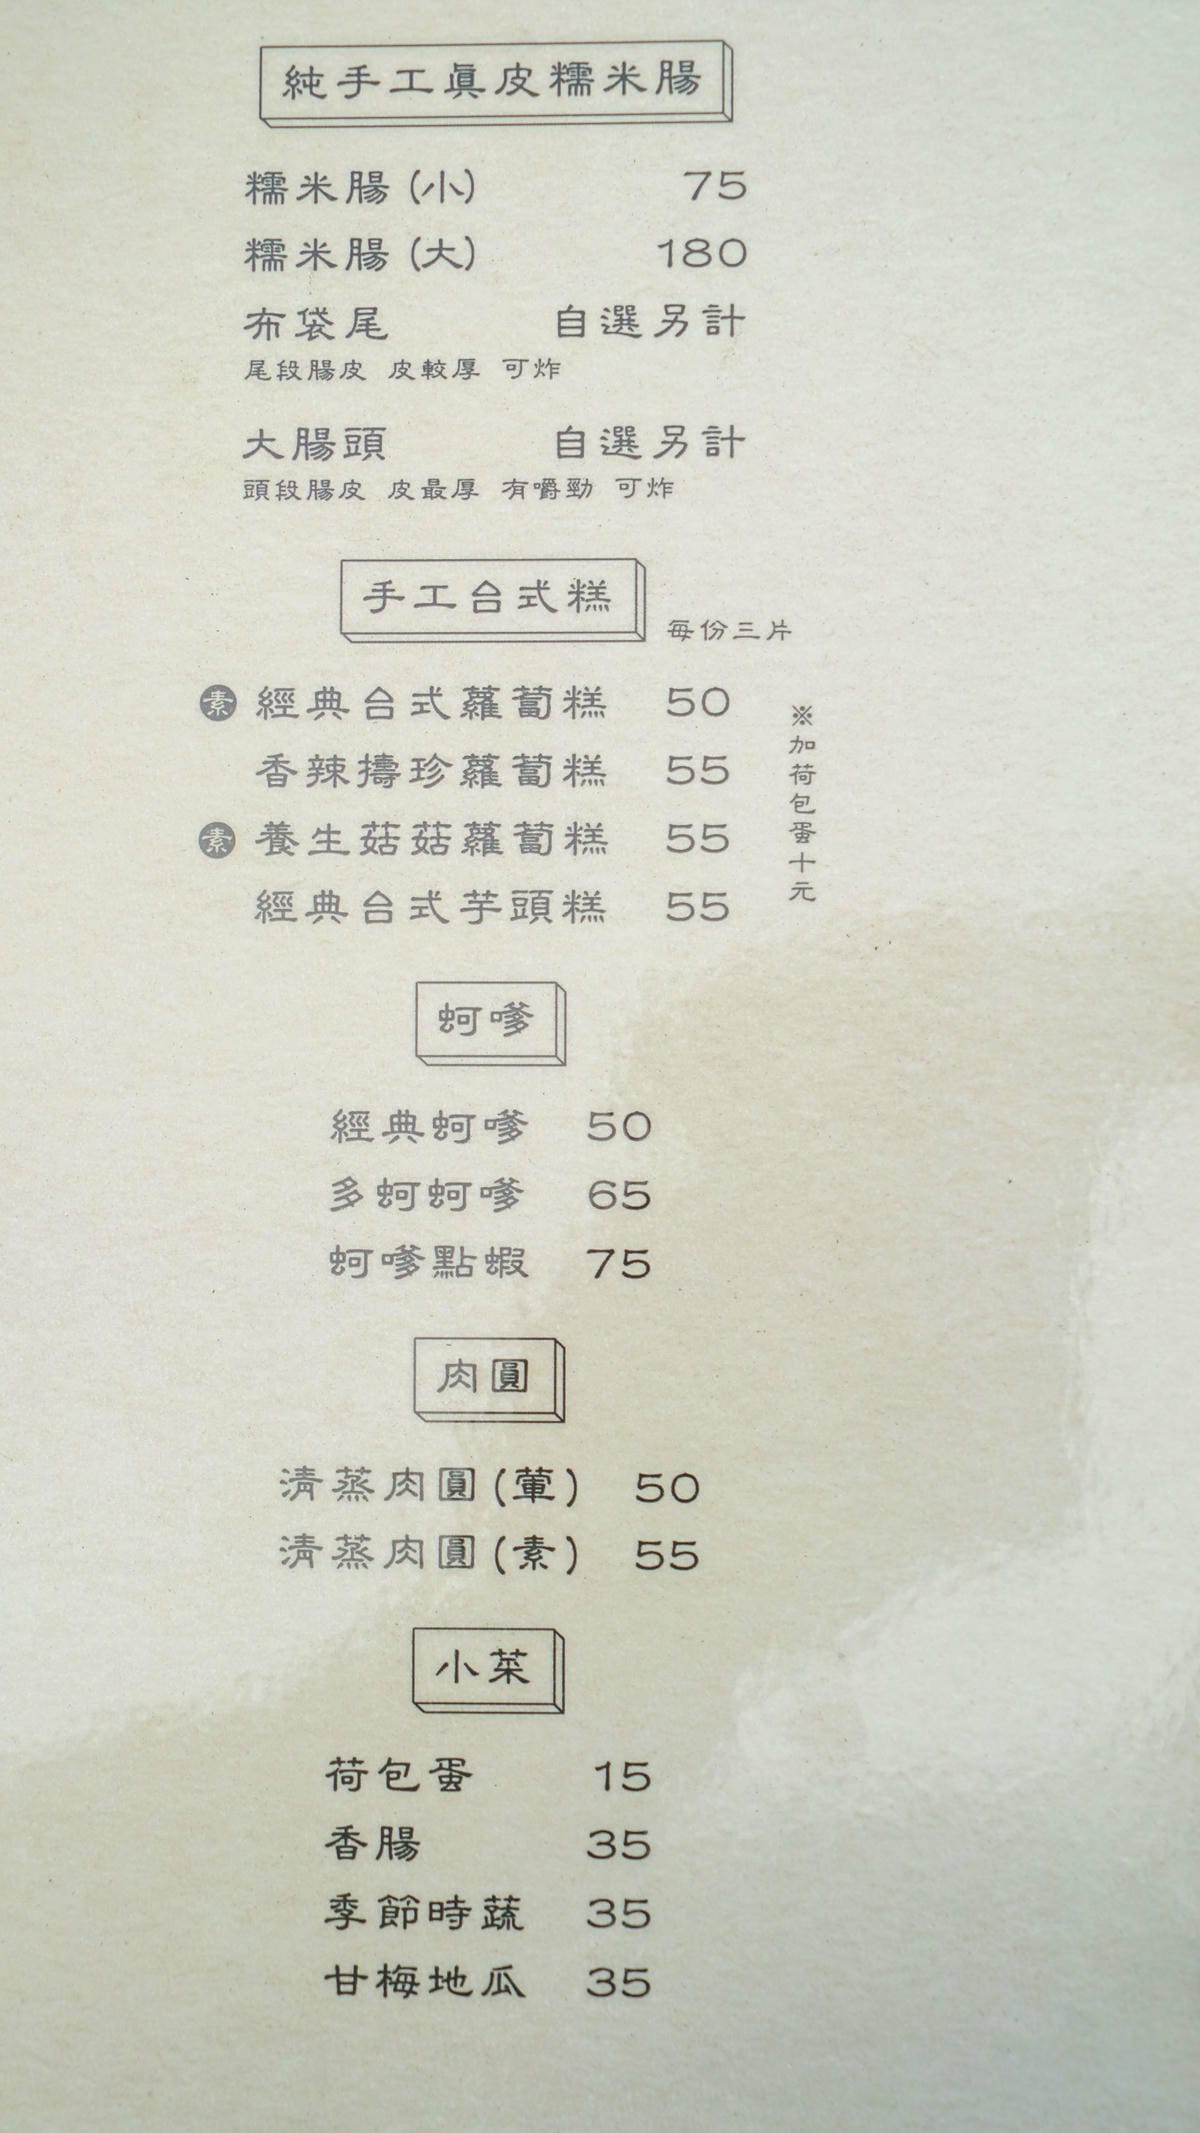 純手工真皮糯米腸
糯米腸(小) 75
糯米腸(大) 180
布袋尾 自選另計
尾段腸皮 皮較厚 可炸
大腸頭 自選另計
頭段腸皮 皮最厚 有嚼勁 可炸
手工台式糕 每份三片
素 經典台式蘿蔔糕 50
香辣擣珍蘿蔔糕 55
素 養生菇菇蘿蔔糕 55
經典台式芋頭糕 55
※加荷包蛋十元
蚵嗲
經典蚵嗲 50
多蚵蚵嗲 65
蚵嗲點蝦 75
肉圓
清蒸肉圓(葷) 50
清蒸肉圓(素) 55
小菜
荷包蛋 15
香腸 35
季節時蔬 35
甘梅地瓜 35